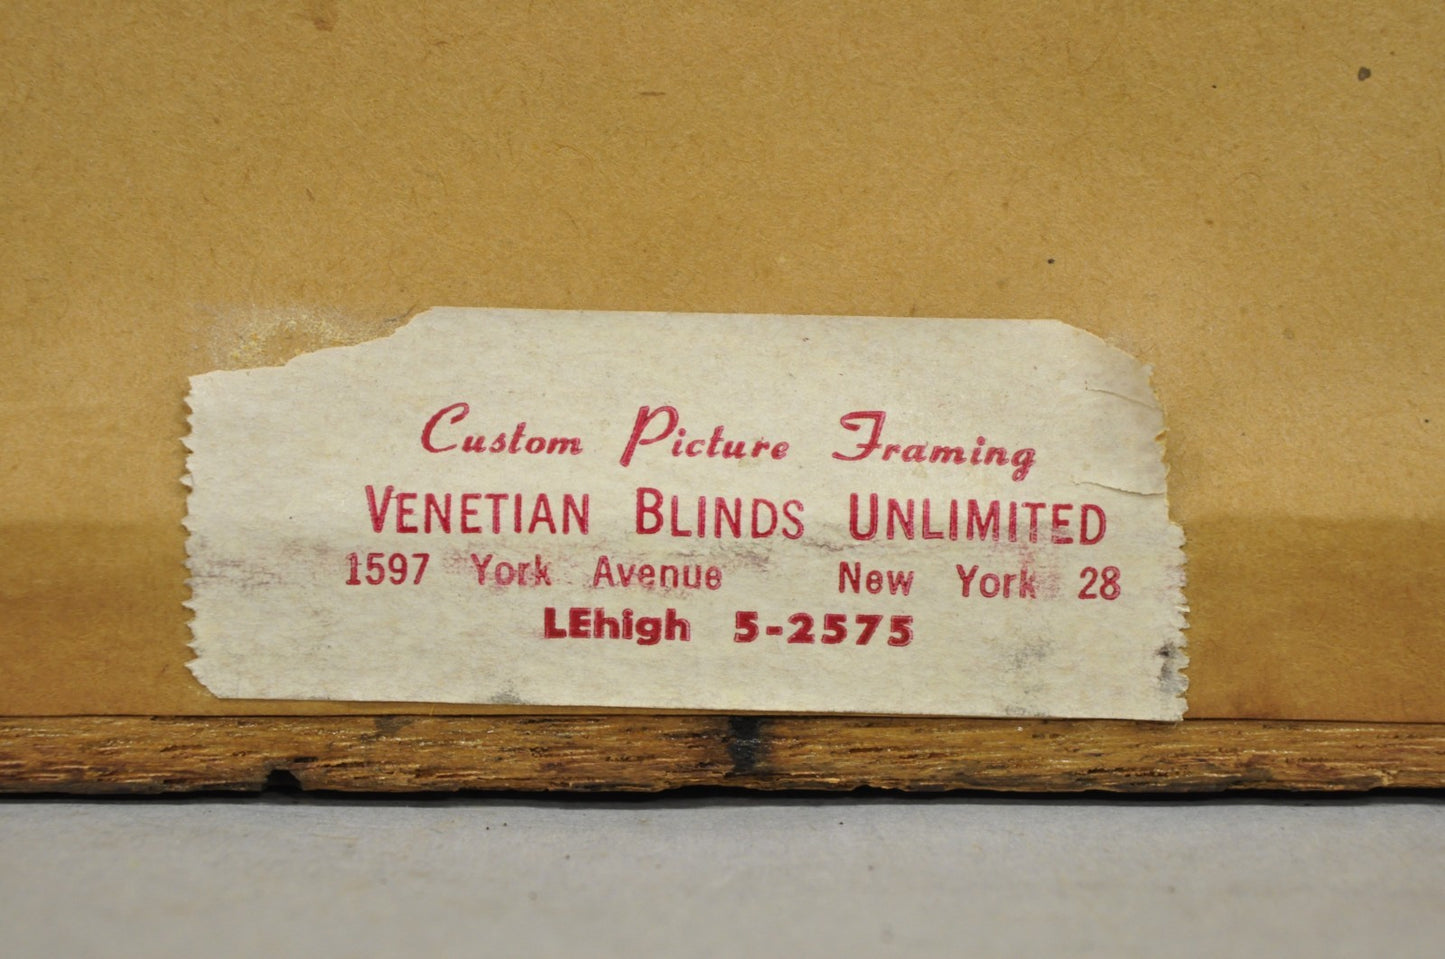 Custom Picture Framing
VENETIAN BLINDS UNLIMITED
1597 York Avenue New York 28
LEhigh 5-2575